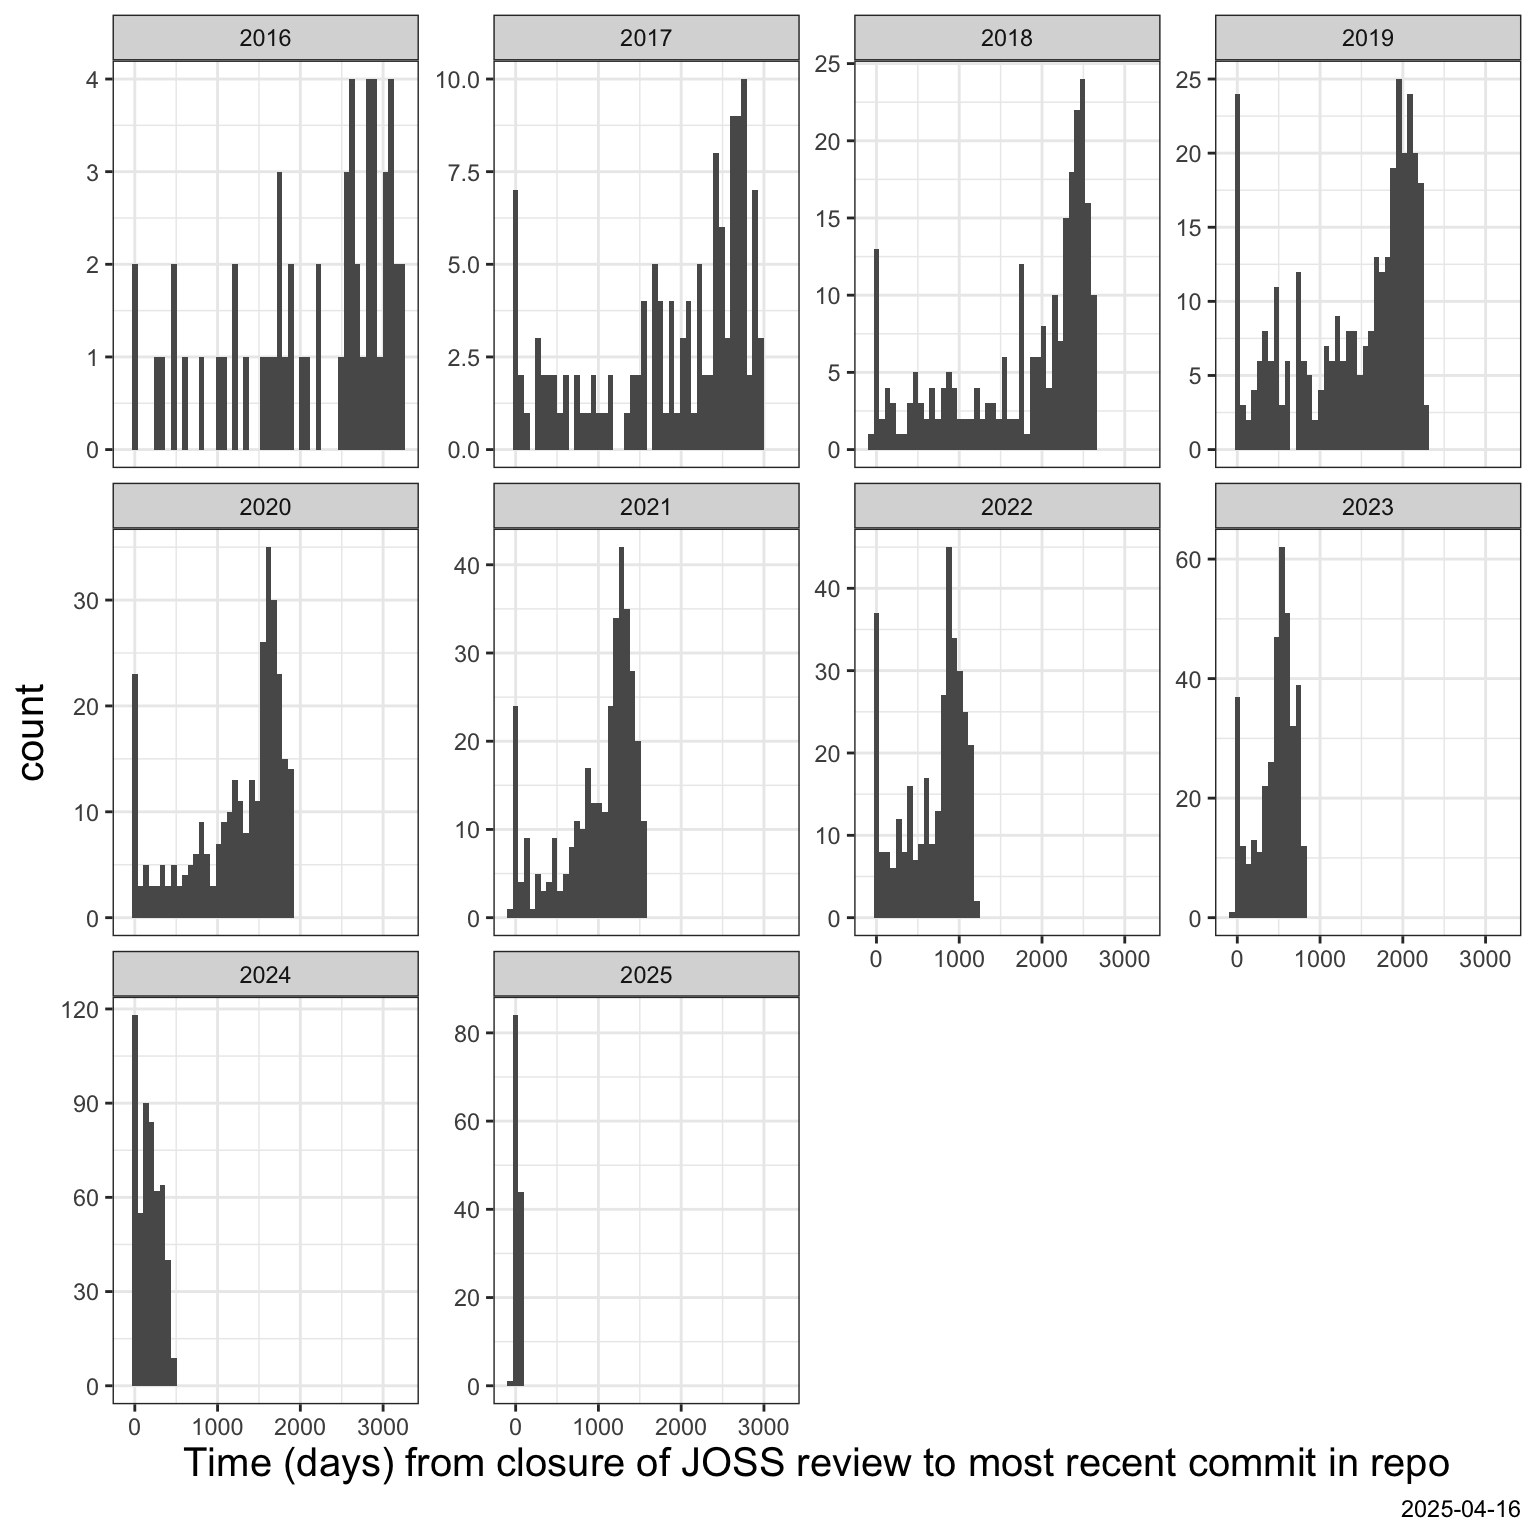 2016 2017 2018 2019
4 3 2 1 0
10.0 7.5 5.0 2.5 0.0
25 20 15 10 5 0
25 20 15 10 5 0
2020 2021 2022 2023
30 20 10 0
40 30 20 10 0
40 30 20 10 0
60 40 20 0
count
0 1000 2000 3000
0 1000 2000 3000
2024 2025
120 90 60 30 0
80 60 40 20 0
0 1000 2000 3000
0 1000 2000 3000
Time (days) from closure of JOSS review to most recent commit in repo
2025-04-16